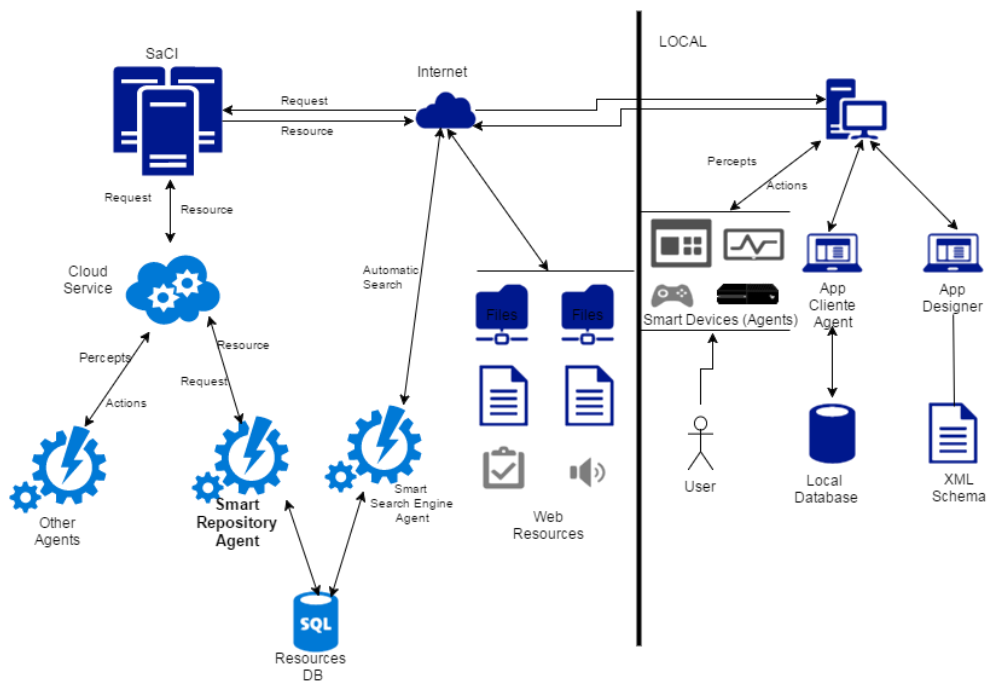 LOCAL
SaCI
Internet
Request
Resource
Percepts
Actions
Request
Resource
Cloud
Service
Automatic
Search
Files
Files
Smart Devices (Agents)
App
Cliente
Agent
App
Designer
Resource
Percepts
Request
Actions
User
Local
Database
XML
Schema
Other
Agents
Smart
Repository
Agent
Smart
Search Engine
Agent
Web
Resources
SQL
Resources
DB